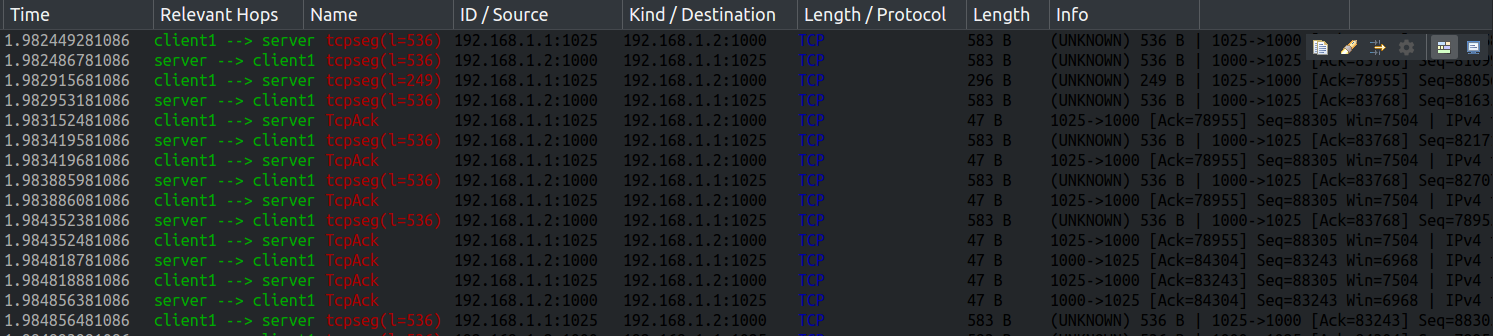 Time Relevant Hops Name ID / Source Kind / Destination Length / Protocol Length Info
1.982449281086 client1 --> server tcpseg(l=536) 192.168.1.1:1025 192.168.1.2:1000 TCP 583 B (UNKNOWN) 536 B | 1025->1000
1.982486781086 server --> client1 tcpseg(l=536) 192.168.1.2:1000 192.168.1.1:1025 TCP 583 B (UNKNOWN) 536 B | 1000->1025
1.982915681086 client1 --> server tcpseg(l=249) 192.168.1.1:1025 192.168.1.2:1000 TCP 296 B (UNKNOWN) 249 B | 1025->1000 [Ack=78955] Seq=8805
1.982953181086 server --> client1 tcpseg(l=536) 192.168.1.2:1000 192.168.1.1:1025 TCP 583 B (UNKNOWN) 536 B | 1000->1025 [Ack=83768] Seq=8163
1.983152481086 client1 --> server TcpAck 192.168.1.1:1025 192.168.1.2:1000 TCP 47 B 1025->1000 [Ack=78955] Seq=88305 Win=7504 | IPv4
1.983419581086 server --> client1 tcpseg(l=536) 192.168.1.2:1000 192.168.1.1:1025 TCP 583 B (UNKNOWN) 536 B | 1000->1025 [Ack=83768] Seq=8217
1.983419681086 client1 --> server TcpAck 192.168.1.1:1025 192.168.1.2:1000 TCP 47 B 1025->1000 [Ack=78955] Seq=88305 Win=7504 | IPv4
1.983885981086 server --> client1 tcpseg(l=536) 192.168.1.2:1000 192.168.1.1:1025 TCP 583 B (UNKNOWN) 536 B | 1000->1025 [Ack=83768] Seq=8270
1.983886081086 client1 --> server TcpAck 192.168.1.1:1025 192.168.1.2:1000 TCP 47 B 1025->1000 [Ack=78955] Seq=88305 Win=7504 | IPv4
1.984352381086 server --> client1 tcpseg(l=536) 192.168.1.2:1000 192.168.1.1:1025 TCP 583 B (UNKNOWN) 536 B | 1000->1025 [Ack=83768] Seq=7895
1.984352481086 client1 --> server TcpAck 192.168.1.1:1025 192.168.1.2:1000 TCP 47 B 1025->1000 [Ack=78955] Seq=88305 Win=7504 | IPv4
1.984818781086 server --> client1 TcpAck 192.168.1.2:1000 192.168.1.1:1025 TCP 47 B 1000->1025 [Ack=84304] Seq=83243 Win=6968 | IPv4
1.984818881086 client1 --> server TcpAck 192.168.1.1:1025 192.168.1.2:1000 TCP 47 B 1025->1000 [Ack=83243] Seq=88305 Win=7504 | IPv4
1.984856381086 server --> client1 TcpAck 192.168.1.2:1000 192.168.1.1:1025 TCP 47 B 1000->1025 [Ack=84304] Seq=83243 Win=6968 | IPv4
1.984856481086 client1 --> server tcpseg(l=536) 192.168.1.1:1025 192.168.1.2:1000 TCP 583 B (UNKNOWN) 536 B | 1025->1000 [Ack=83243] Seq=8830